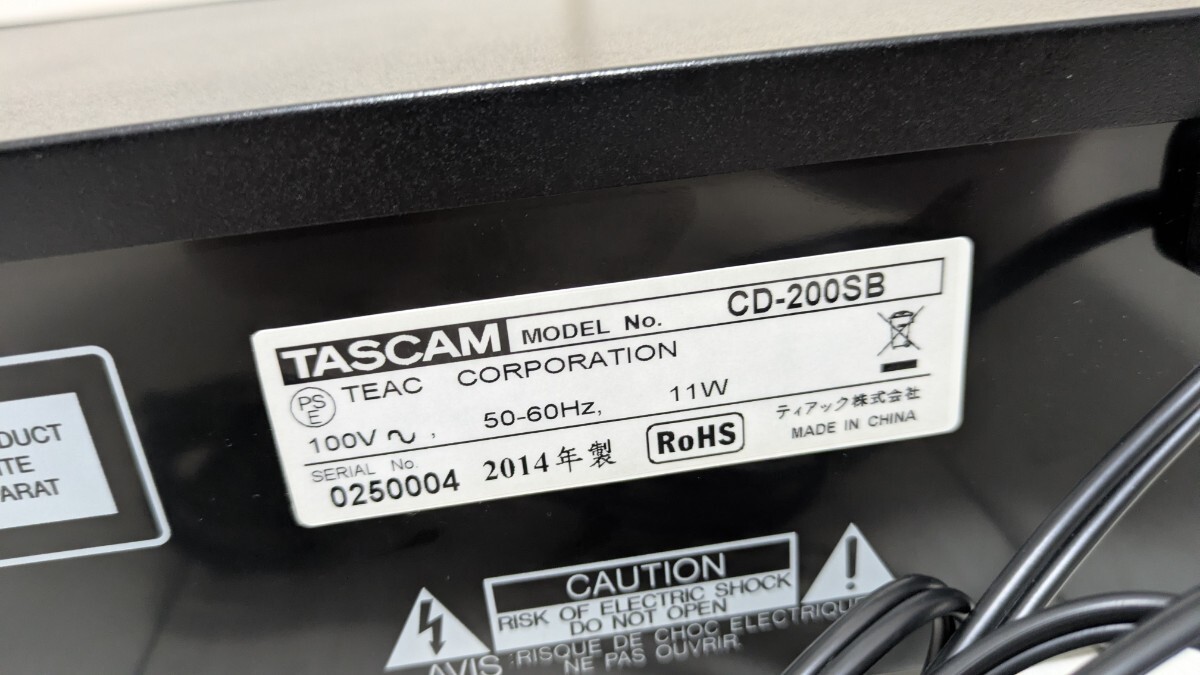 TASCAM MODEL No. CD-200SB
PS E TEAC CORPORATION
100V ~, 50-60Hz, 11W
SERIAL No.
0250004 2014年製 RoHS
ティアック株式会社
MADE IN CHINA
DUCT
ARAT
CAUTION
RISK OF ELECTRIC SHOCK
DO NOT OPEN
AVIS :RISQUE DE CHOC ELECTRIQUE
NE PAS OUVRIR.